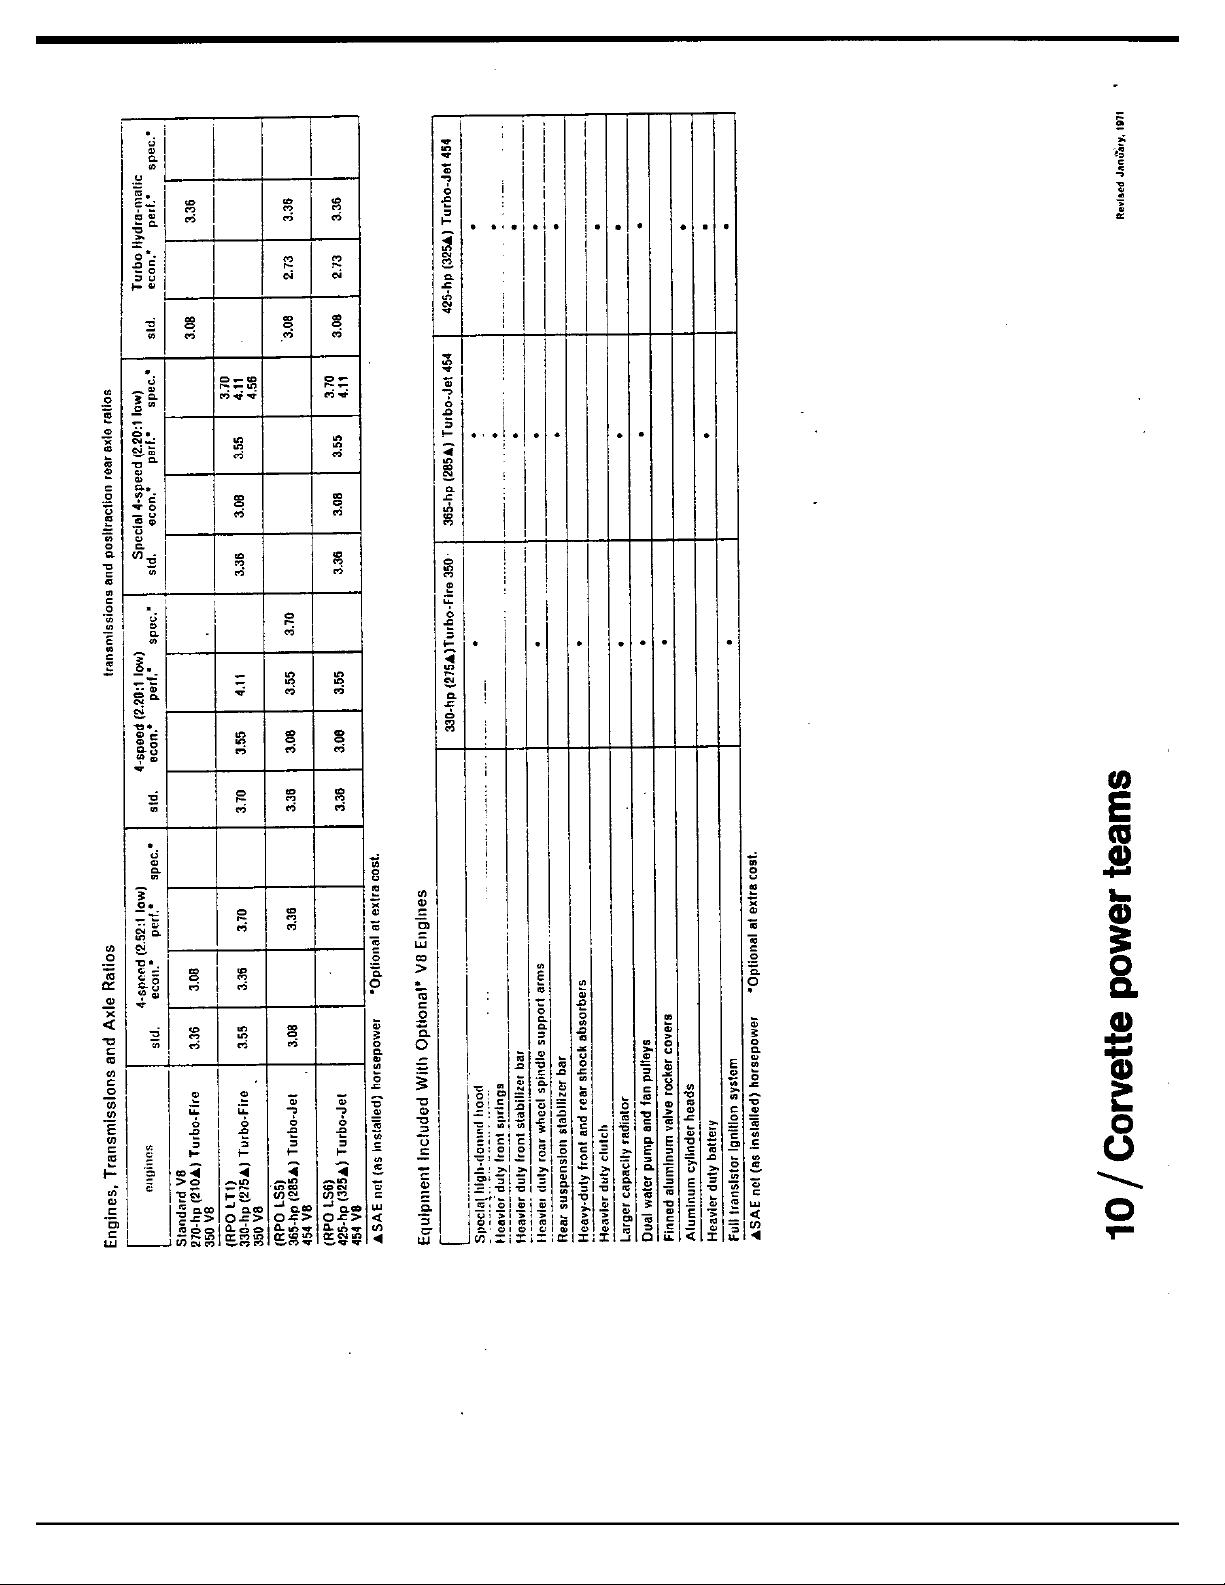 Engines, Transmissions and Axle Ratios
transmissions and positraction rear axle ratios
engines 4-speed (2.52:1 low) 4-speed (2.20:1 low) Special 4-speed (2.20:1 low) Turbo Hydra-matic
std. econ.* perf.* spec.* std. econ.* perf.* spec.* std. econ.* perf.* spec.* std. econ.* perf.* spec.*
Standard V8
270-hp (210▲) Turbo-Fire 3.36 3.08 3.08 3.36
350 V8
(RPO LT1) 3.70
330-hp (275▲) Turbo-Fire 3.55 3.36 3.70 3.70 3.55 4.11 3.36 3.08 3.55 4.11
350 V8 4.56
(RPO LS5)
365-hp (285▲) Turbo-Jet 3.08 3.36 3.36 3.08 3.55 3.70 3.08 2.73 3.36
454 V8
(RPO LS6) 3.70
425-hp (325▲) Turbo-Jet 3.36 3.08 3.55 3.36 3.08 3.55 4.11 3.08 2.73 3.36
454 V8
▲SAE net (as installed) horsepower *Optional at extra cost.
Equipment Included With Optional* V8 Engines
330-hp (275▲)Turbo-Fire 350 365-hp (285▲) Turbo-Jet 454 425-hp (325▲) Turbo-Jet 454
Special high-domed hood • • •
Heavier duty front springs • •
Heavier duty front stabilizer bar • •
Heavier duty rear wheel spindle support arms • • •
Rear suspension stabilizer bar • •
Heavy-duty front and rear shock absorbers •
Heavier duty clutch •
Larger capacity radiator • • •
Dual water pump and fan pulleys • • •
Finned aluminum valve rocker covers •
Aluminum cylinder heads •
Heavier duty battery • •
Full transistor ignition system • •
▲SAE net (as installed) horsepower *Optional at extra cost.
10 / Corvette power teams
Revised January, 1971